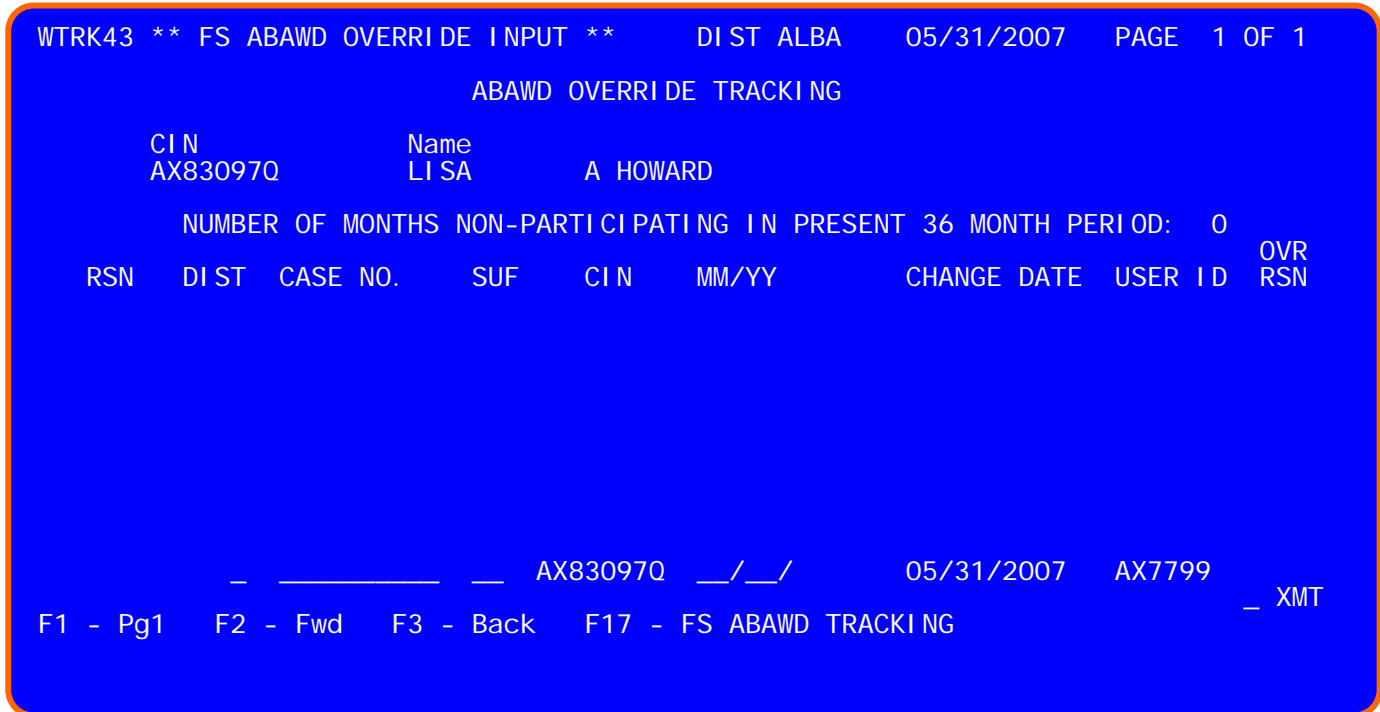 WTRK43 ** FS ABAWD OVERRIDE INPUT ** DIST ALBA 05/31/2007 PAGE 1 OF 1
ABAWD OVERRIDE TRACKING
CIN Name
AX83097Q LISA A HOWARD
NUMBER OF MONTHS NON-PARTICIPATING IN PRESENT 36 MONTH PERIOD: 0
OVR
RSN DIST CASE NO. SUF CIN MM/YY CHANGE DATE USER ID RSN
_ __________ __ AX83097Q __/__/ 05/31/2007 AX7799
_ XMT
F1 - Pg1 F2 - Fwd F3 - Back F17 - FS ABAWD TRACKING